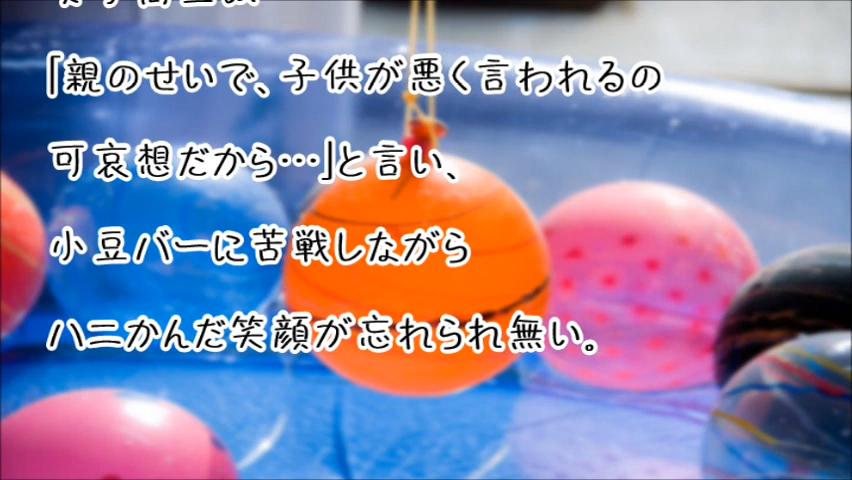 「親のせいで、子供が悪く言われるの
可哀想だから…」と言い、
小豆バーに苦戦しながら
ハニかんだ笑顔が忘れられ無い。